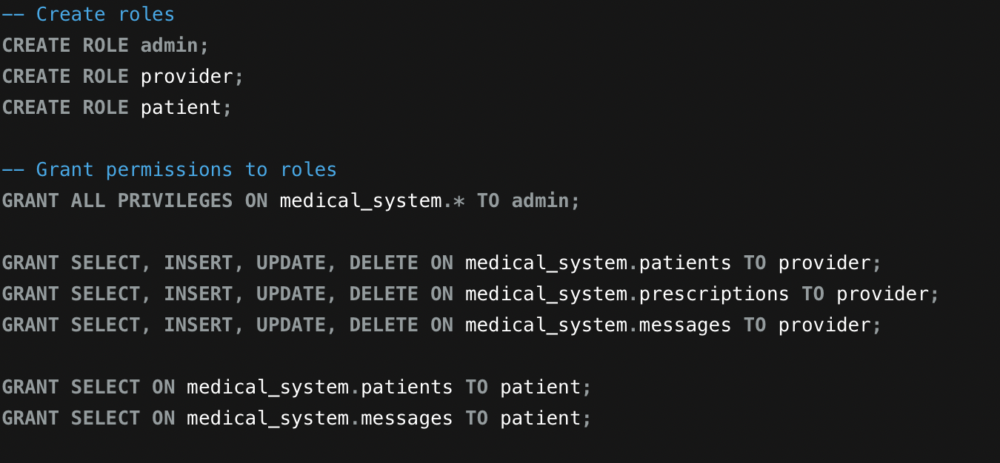 -- Create roles
CREATE ROLE admin;
CREATE ROLE provider;
CREATE ROLE patient;
-- Grant permissions to roles
GRANT ALL PRIVILEGES ON medical_system.* TO admin;
GRANT SELECT, INSERT, UPDATE, DELETE ON medical_system.patients TO provider;
GRANT SELECT, INSERT, UPDATE, DELETE ON medical_system.prescriptions TO provider;
GRANT SELECT, INSERT, UPDATE, DELETE ON medical_system.messages TO provider;
GRANT SELECT ON medical_system.patients TO patient;
GRANT SELECT ON medical_system.messages TO patient;